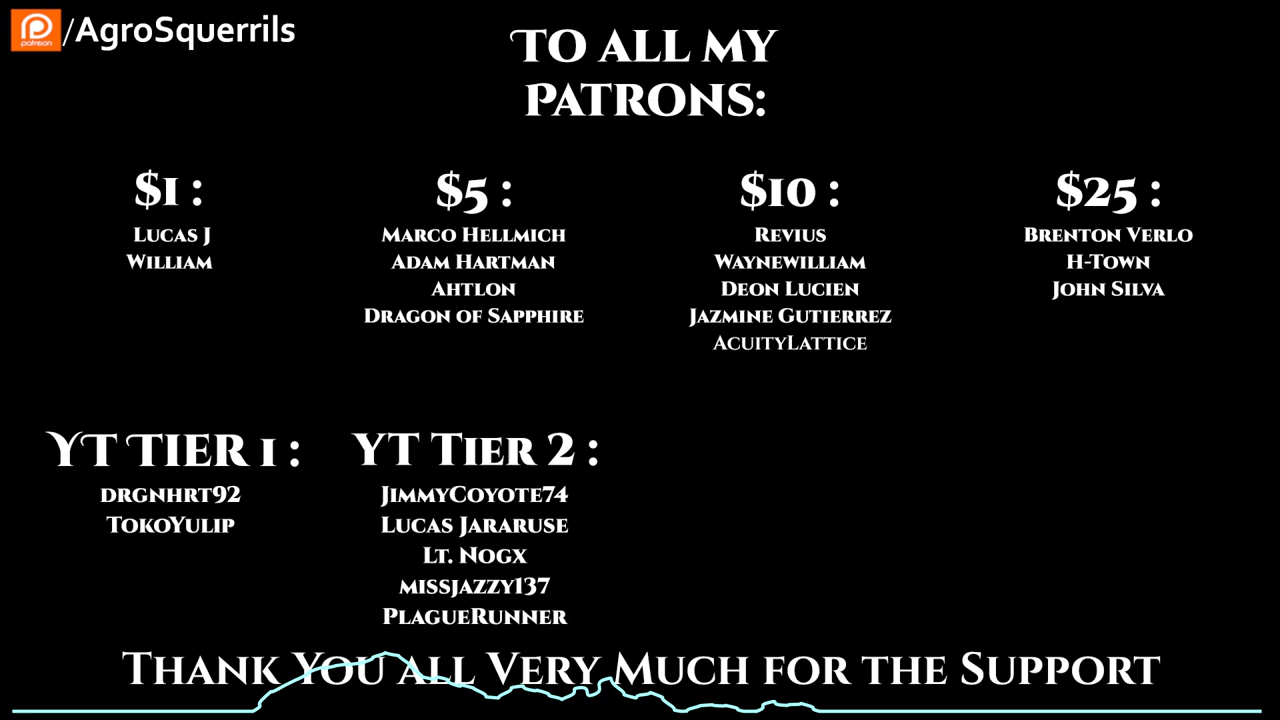 patreon
/AgroSquerrils
To all my
Patrons:
$1 :
Lucas J
William
$5 :
Marco Hellmich
Adam Hartman
Ahtlon
Dragon of Sapphire
$10 :
Revius
Waynewilliam
Deon Lucien
Jazmine Gutierrez
AcuityLattice
$25 :
Brenton Verlo
H-Town
John Silva
YT Tier 1 :
drgnhrt92
TokoYulip
YT Tier 2 :
JimmyCoyote74
Lucas Jararuse
Lt. Nogx
missjazzy137
PlagueRunner
Thank You all Very Much for the Support